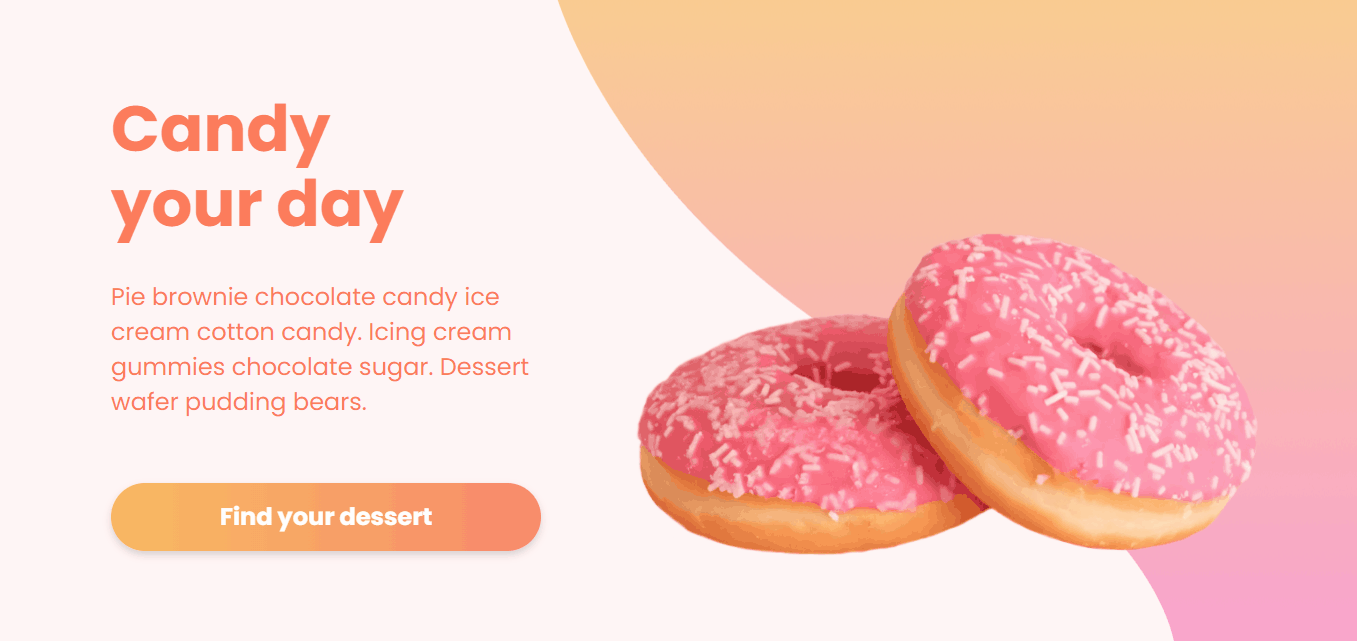 Candy
your day
Pie brownie chocolate candy ice
cream cotton candy. Icing cream
gummies chocolate sugar. Dessert
wafer pudding bears.
Find your dessert